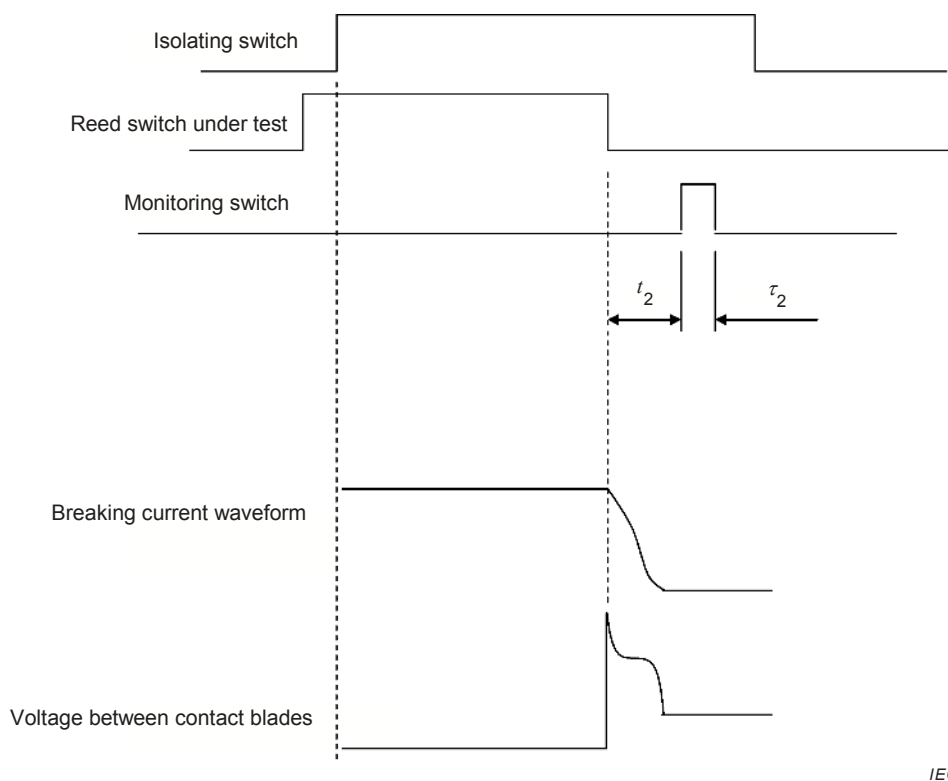 Isolating switch
Reed switch under test
Monitoring switch
t2 τ2
Breaking current waveform
Voltage between contact blades